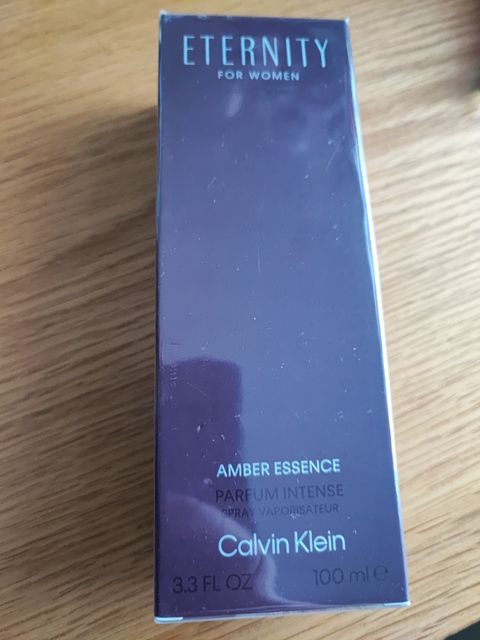 ETERNITY
FOR WOMEN
AMBER ESSENCE
PARFUM INTENSE
SPRAY VAPORISATEUR
Calvin Klein
3.3 FL OZ 100 ml ℮